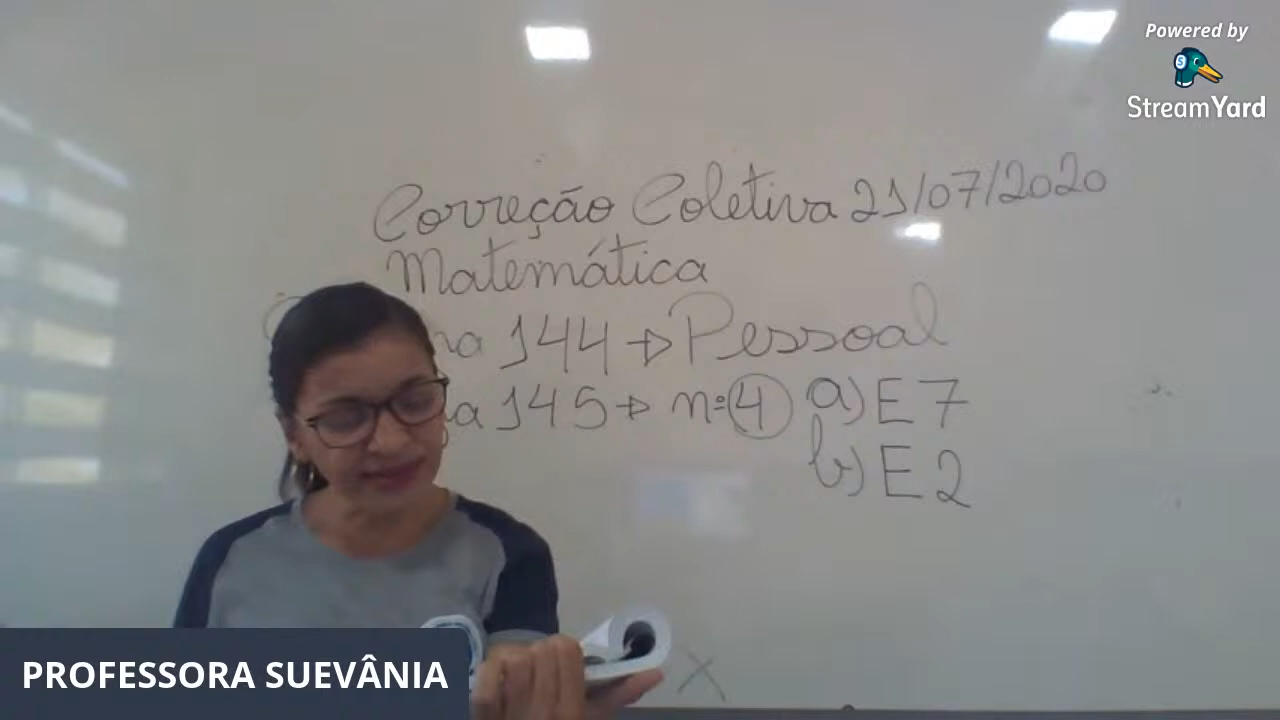 Powered by
StreamYard
Correção Coletiva 21/07/2020
Matemática
144 → Pessoal
145 → nº 4 a) E 7
b) E 2
X
PROFESSORA SUEVÂNIA